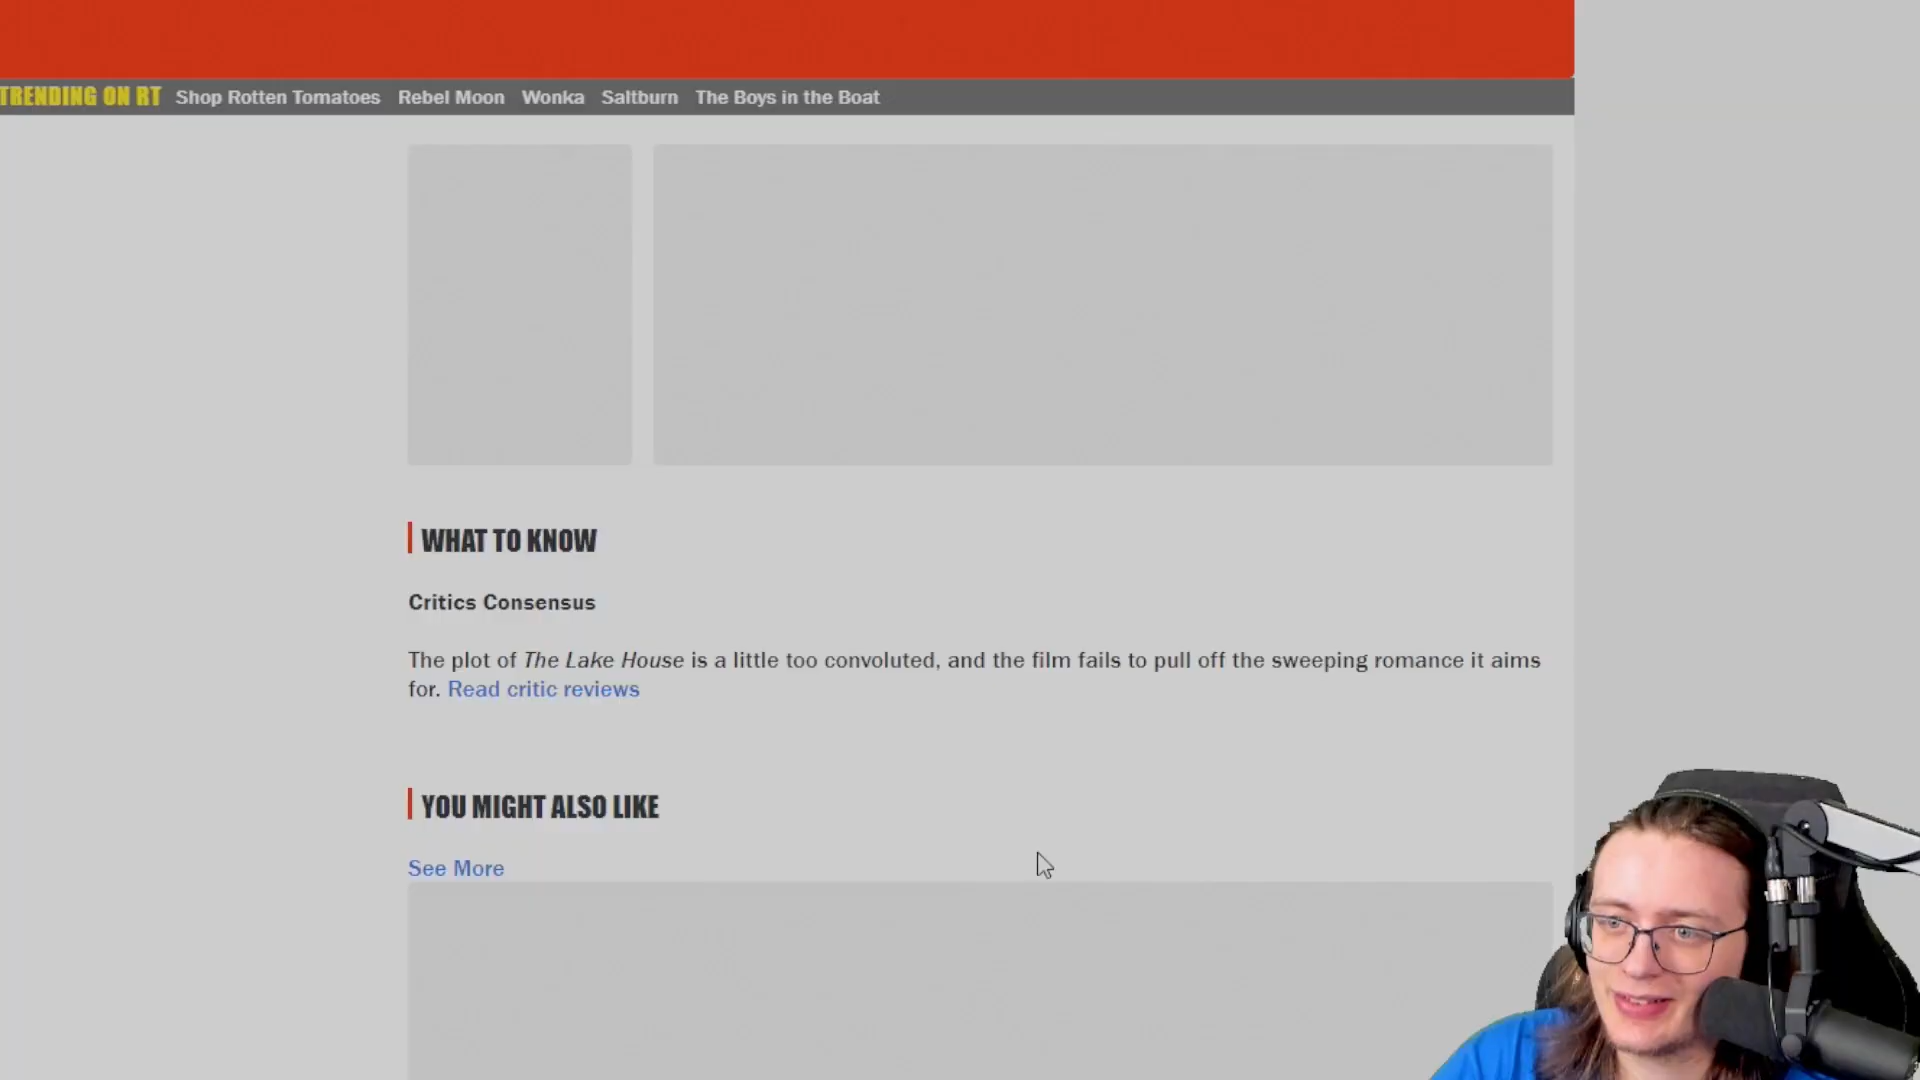 TRENDING ON RT Shop Rotten Tomatoes Rebel Moon Wonka Saltburn The Boys in the Boat
WHAT TO KNOW
Critics Consensus
The plot of The Lake House is a little too convoluted, and the film fails to pull off the sweeping romance it aims
for. Read critic reviews
YOU MIGHT ALSO LIKE
See More